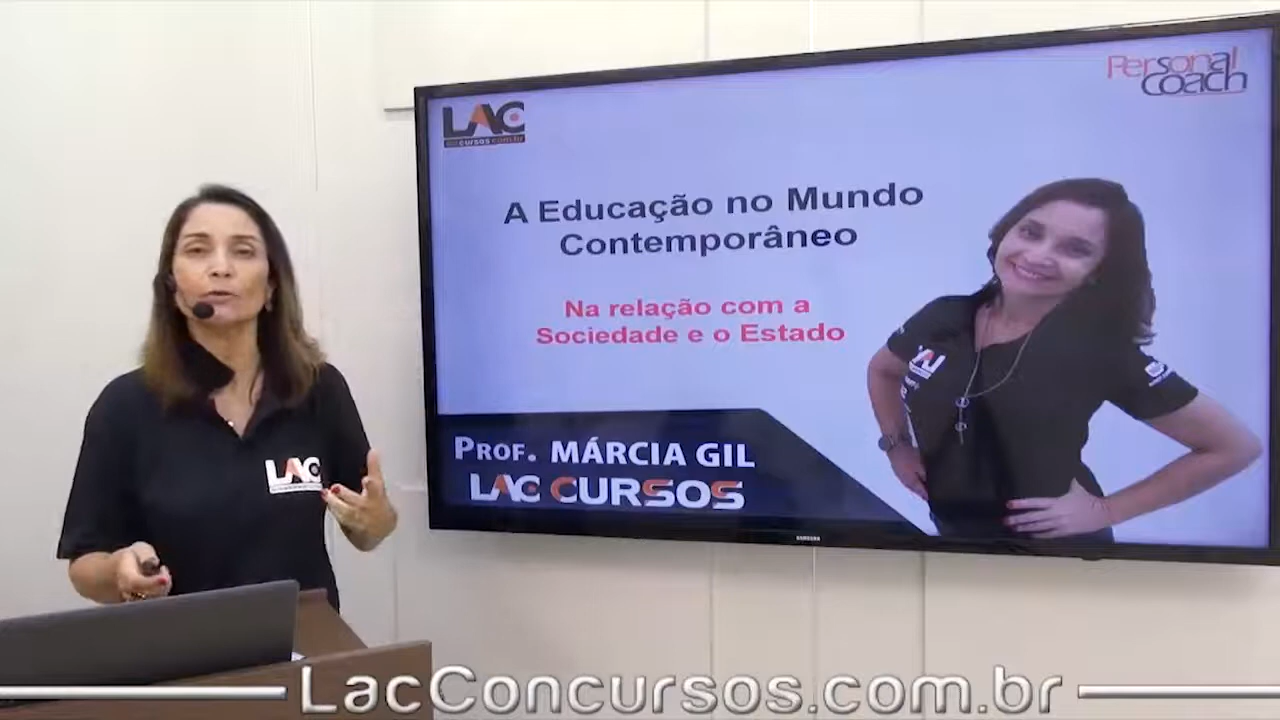 Personal
Coach
LAC
A Educação no Mundo
Contemporâneo
Na relação com a
Sociedade e o Estado
PROF. MÁRCIA GIL
LAC CURSOS
LAC
SAMSUNG
LacConcursos.com.br